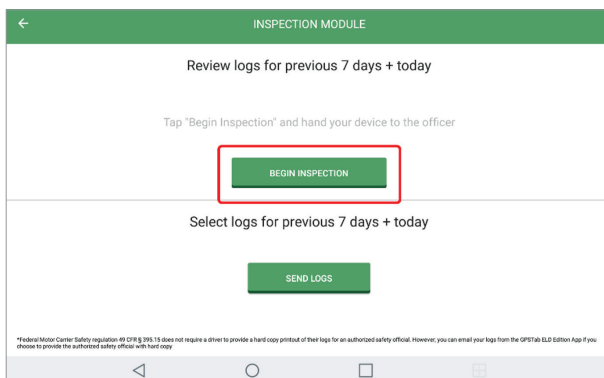 INSPECTION MODULE
Review logs for previous 7 days + today
Tap "Begin Inspection" and hand your device to the officer
BEGIN INSPECTION
Select logs for previous 7 days + today
SEND LOGS
*Federal Motor Carrier Safety regulation 49 CFR § 395.15 does not require a driver to provide a hard copy printout of their logs for an authorized safety official. However, you can email your logs from the GPSTab ELD Edition App if you
choose to provide the authorized safety official with hard copy